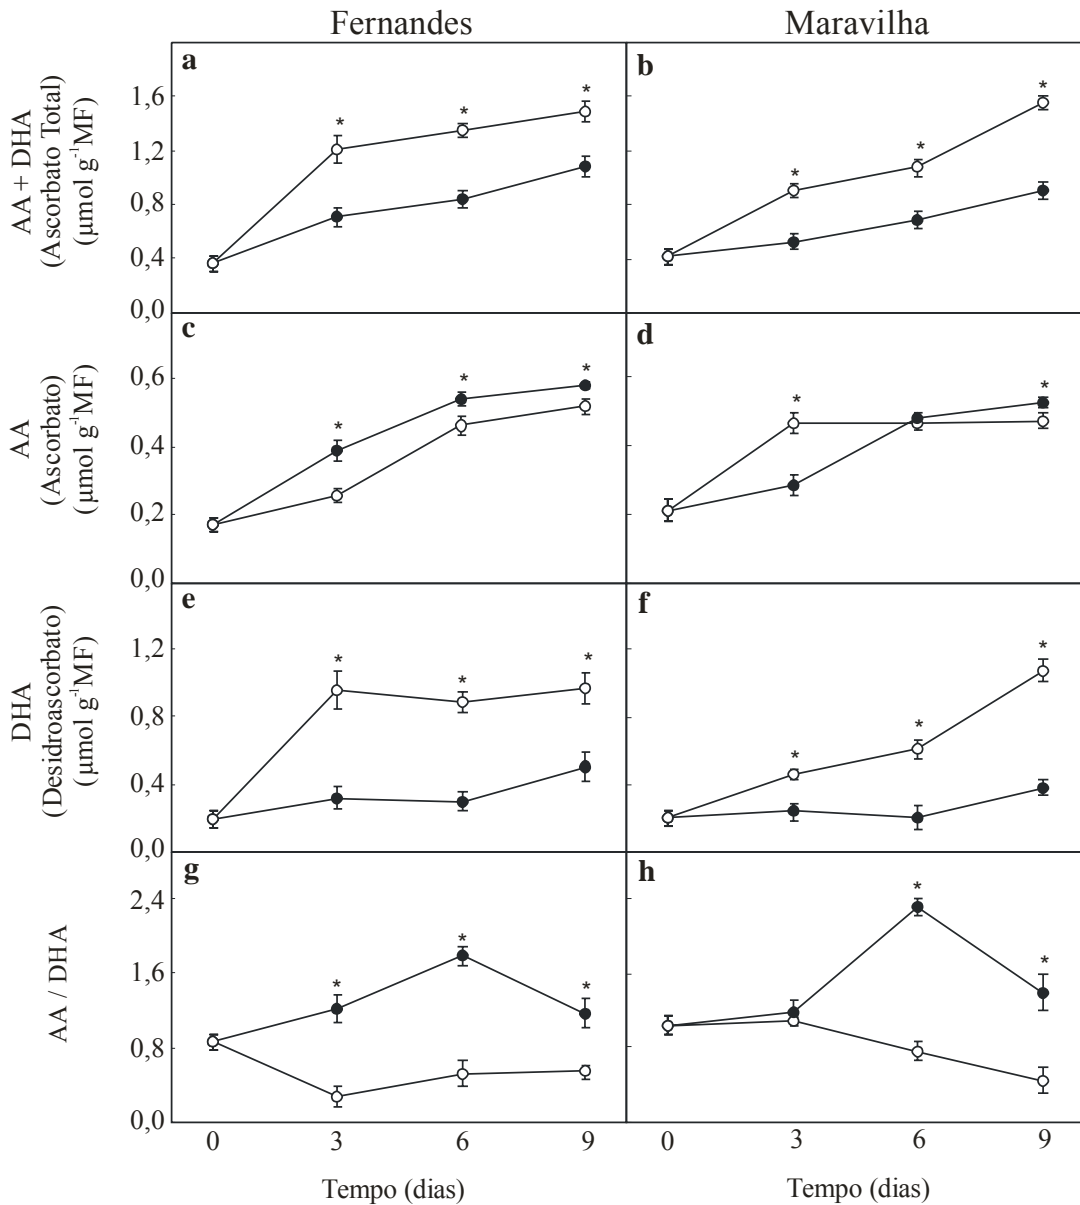 Fernandes Maravilha
a b
AA + DHA
(Ascorbato Total)
(µmol g-1MF)
1,6
1,2
0,8
0,4
0,0
* * *
* * *
c d
AA
(Ascorbato)
(µmol g-1MF)
0,6
0,4
0,2
0,0
* * *
* *
e f
DHA
(Desidroascorbato)
(µmol g-1MF)
1,2
0,8
0,4
0,0
* * *
* * *
g h
AA / DHA
2,4
1,6
0,8
0,0
* * *
* *
0 3 6 9 0 3 6 9
Tempo (dias) Tempo (dias)